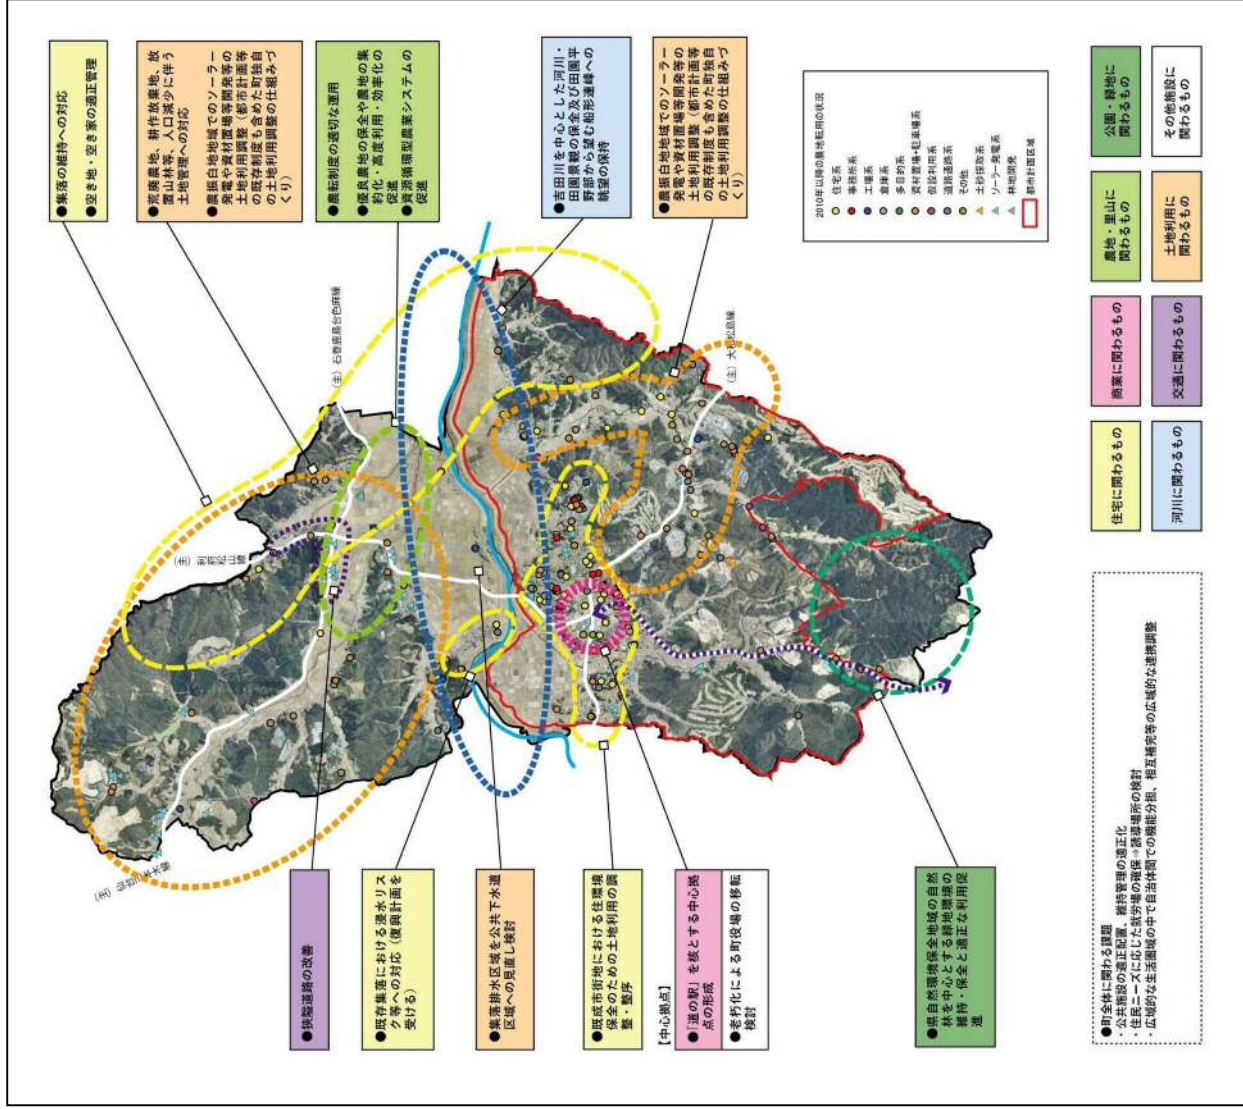 ●集落の維持への対応
●空き地・空き家の適正管理
●荒廃農地、耕作放棄地、放
置山林等、人口減少に伴う
土地管理への対応
●農振白地地域でのソーラー
発電や資材置場等開発等の
土地利用調整（都市計画等
の既存制度も含めた町独自
の土地利用調整の仕組みづ
くり）
●農転制度の適切な運用
●優良農地の保全や農地の集
約化・高度利用・効率化の
促進
●資源循環型農業システムの
促進
●吉田川を中心とした河川・
田園景観の保全及び田園平
野部から望む船形連峰への
眺望の保持
●農振白地地域でのソーラー
発電や資材置場等開発等の
土地利用調整（都市計画等
の既存制度も含めた町独自
の土地利用調整の仕組みづ
くり）
（主）石巻鹿島台色麻線
（主）利府松山線
（主）大和松島線
●狭隘道路の改善
●既存集落における浸水リス
ク等への対応（復興計画を
受ける）
●集落排水区域を公共下水道
区域への見直し検討
●既成市街地における住環境
保全のための土地利用の調
整・整序
【中心拠点】
●「道の駅」を核とする中心拠
点の形成
●老朽化による町役場の移転
検討
●県自然環境保全地域の自然
林を中心とする緑地環境の
維持・保全と適正な利用促
進
2010年以降の農地転用の状況
住宅系
事務所系
工場系
倉庫系
多目的系
資材置場・駐車場系
仮設利用系
道路通路系
その他
土砂採取系
ソーラー発電系
林地開発
都市計画区域
住宅に関わるもの
商業に関わるもの
農地・里山に
関わるもの
公園・緑地に
関わるもの
河川に関わるもの
交通に関わるもの
土地利用に
関わるもの
その他施設に
関わるもの
●町全体に関わる課題
・公共施設の適正配置、維持管理の適正化
・住民ニーズに応じた就労場の確保⇒誘導場所の検討
・広域的な生活圏域の中で自治体間での機能分担、相互補完等の広域的な連携調整